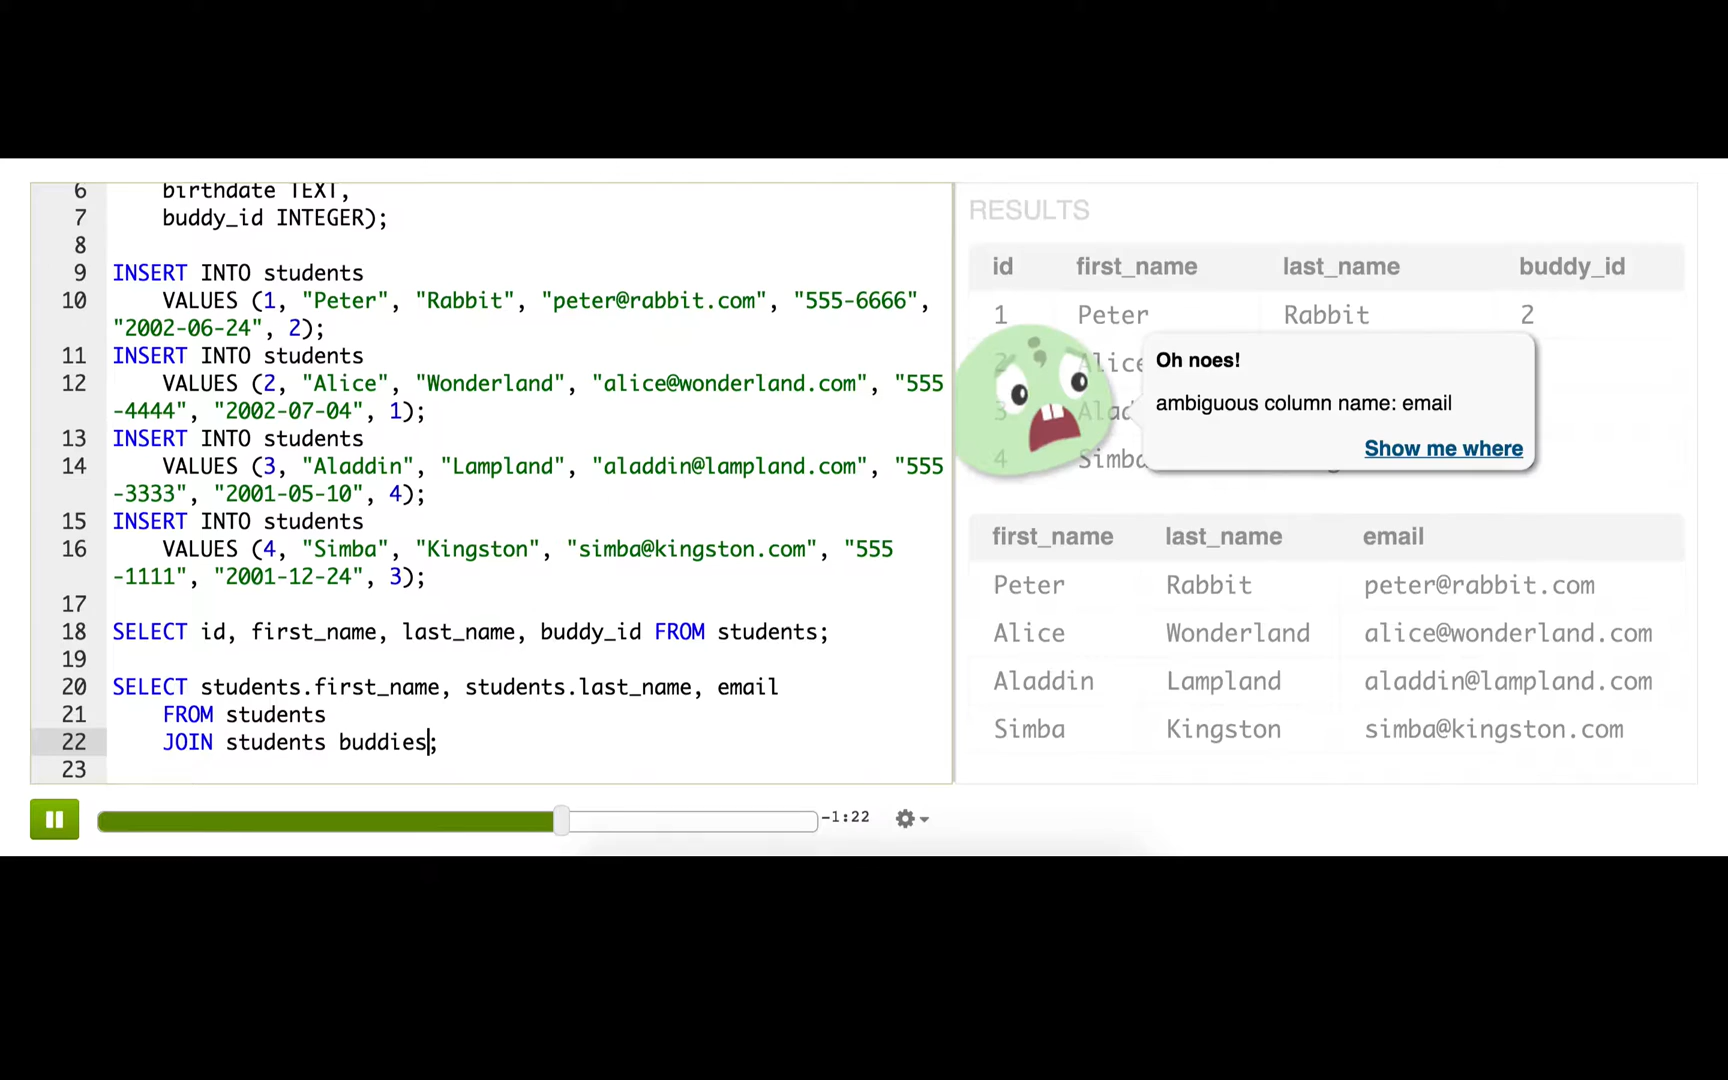 6 birthdate TEXT,
7 buddy_id INTEGER);
8
9 INSERT INTO students
10 VALUES (1, "Peter", "Rabbit", "peter@rabbit.com", "555-6666",
"2002-06-24", 2);
11 INSERT INTO students
12 VALUES (2, "Alice", "Wonderland", "alice@wonderland.com", "555
-4444", "2002-07-04", 1);
13 INSERT INTO students
14 VALUES (3, "Aladdin", "Lampland", "aladdin@lampland.com", "555
-3333", "2001-05-10", 4);
15 INSERT INTO students
16 VALUES (4, "Simba", "Kingston", "simba@kingston.com", "555
-1111", "2001-12-24", 3);
17
18 SELECT id, first_name, last_name, buddy_id FROM students;
19
20 SELECT students.first_name, students.last_name, email
21 FROM students
22 JOIN students buddies;
23
-1:22
RESULTS
id first_name last_name buddy_id
1 Peter Rabbit 2
Oh noes!
ambiguous column name: email
Show me where
4 Simba
first_name last_name email
Peter Rabbit peter@rabbit.com
Alice Wonderland alice@wonderland.com
Aladdin Lampland aladdin@lampland.com
Simba Kingston simba@kingston.com